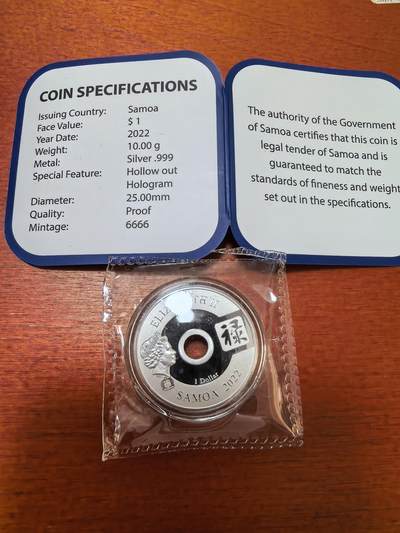 COIN SPECIFICATIONS
Issuing Country: Samoa
Face Value: $ 1
Year Date: 2022
Weight: 10.00 g
Metal: Silver .999
Special Feature: Hollow out
Hologram
Diameter: 25.00mm
Quality: Proof
Mintage: 6666
The authority of the Government
of Samoa certifies that this coin is
legal tender of Samoa and is
guaranteed to match the
standards of fineness and weight
set out in the specifications.
ELIZABETH II
禄
1 Dollar
SAMOA 2022